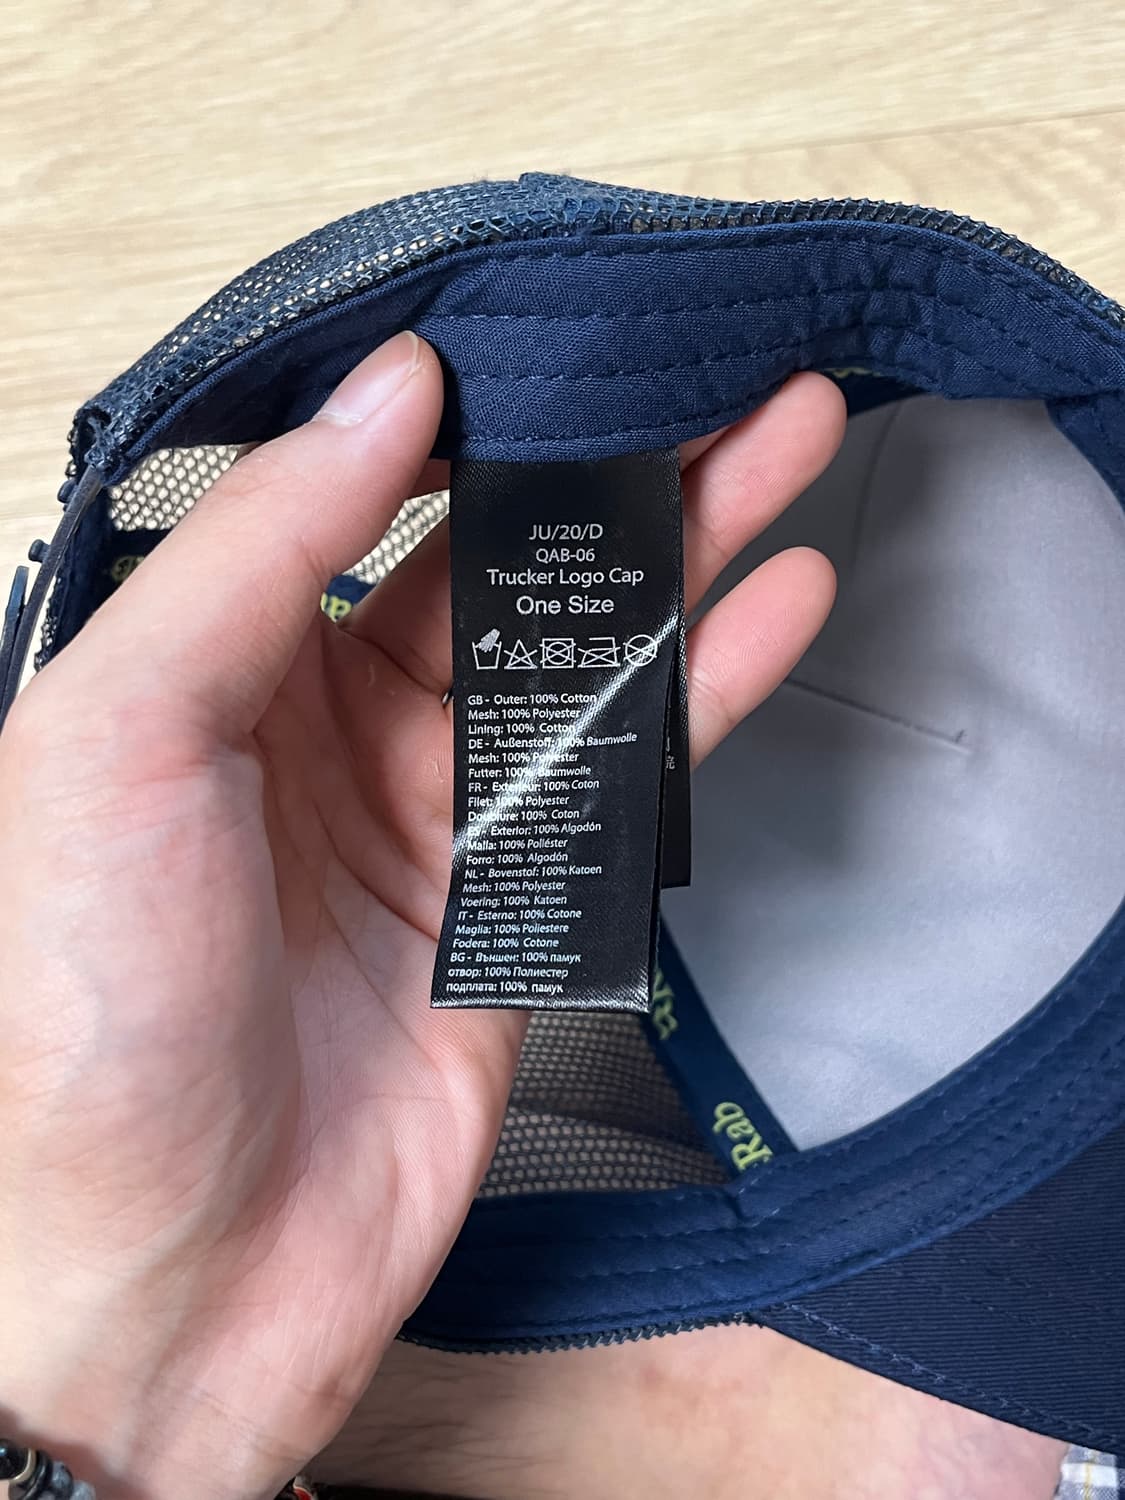 JU/20/D
QAB-06
Trucker Logo Cap
One Size
GB - Outer: 100% Cotton
Mesh: 100% Polyester
Lining: 100% Cotton
DE - Außenstoff: 100% Baumwolle
Mesh: 100% Polyester
Futter: 100% Baumwolle
FR - Exterieur: 100% Coton
Filet: 100% Polyester
Doublure: 100% Coton
ES - Exterior: 100% Algodón
Malla: 100% Poliéster
Forro: 100% Algodón
NL - Bovenstof: 100% Katoen
Mesh: 100% Polyester
Voering: 100% Katoen
IT - Esterno: 100% Cotone
Maglia: 100% Poliestere
Fodera: 100% Cotone
BG - Външен: 100% памук
отвор: 100% Полиестер
подплата: 100% памук
Rab